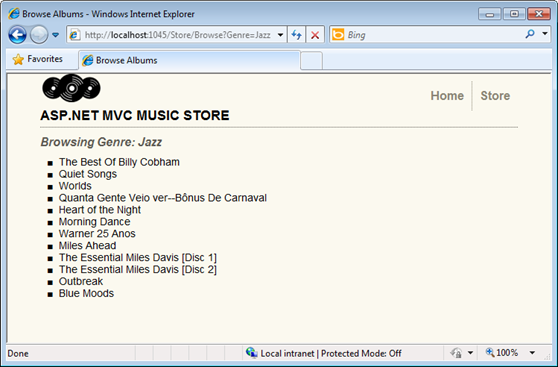 Browse Albums - Windows Internet Explorer
http://localhost:1045/Store/Browse?Genre=Jazz
Bing
Favorites
Browse Albums
Home
Store
ASP.NET MVC MUSIC STORE
Browsing Genre: Jazz
The Best Of Billy Cobham
Quiet Songs
Worlds
Quanta Gente Veio ver--Bônus De Carnaval
Heart of the Night
Morning Dance
Warner 25 Anos
Miles Ahead
The Essential Miles Davis [Disc 1]
The Essential Miles Davis [Disc 2]
Outbreak
Blue Moods
Done
Local intranet | Protected Mode: Off
100%